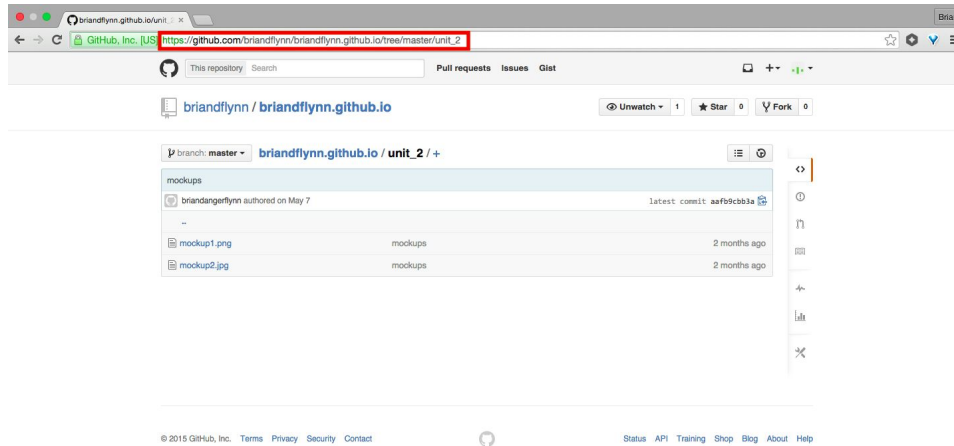 briandflynn.github.io/unit_2
Bria
GitHub, Inc. [US] https://github.com/briandflynn/briandflynn.github.io/tree/master/unit_2
This repository Search Pull requests Issues Gist
briandflynn / briandflynn.github.io Unwatch 1 Star 0 Fork 0
branch: master briandflynn.github.io / unit_2 / +
mockups
briandangerflynn authored on May 7 latest commit aafb9cbb3a
..
mockup1.png mockups 2 months ago
mockup2.jpg mockups 2 months ago
© 2015 GitHub, Inc. Terms Privacy Security Contact Status API Training Shop Blog About Help